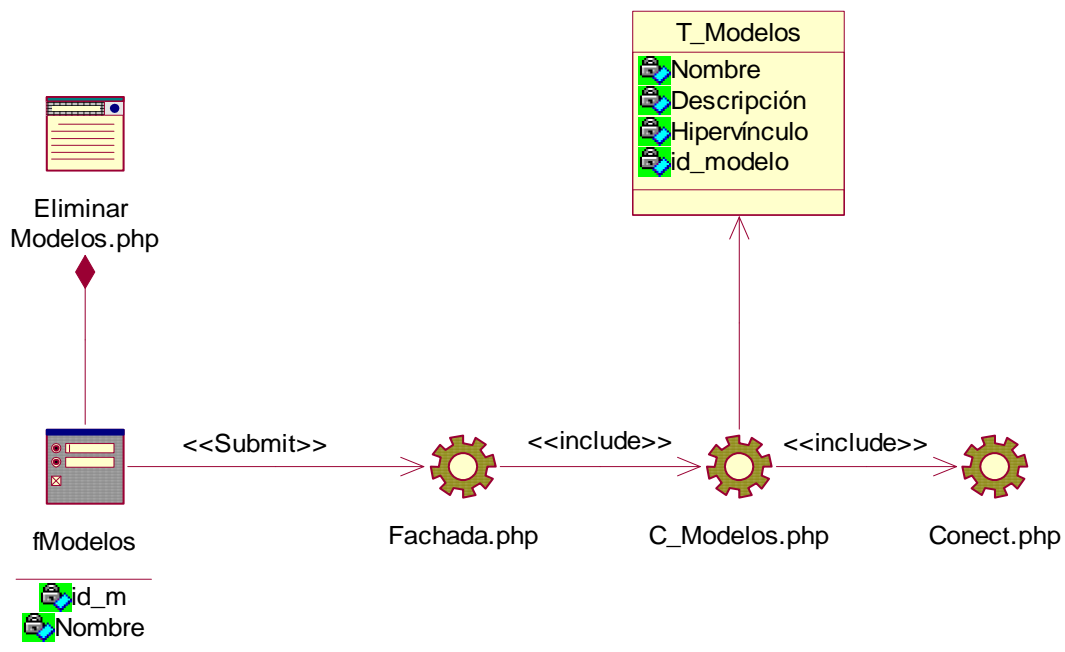 T_Modelos
Nombre
Descripción
Hipervínculo
id_modelo
Eliminar
Modelos.php
<<Submit>>
<<include>>
<<include>>
fModelos
Fachada.php
C_Modelos.php
Conect.php
id_m
Nombre